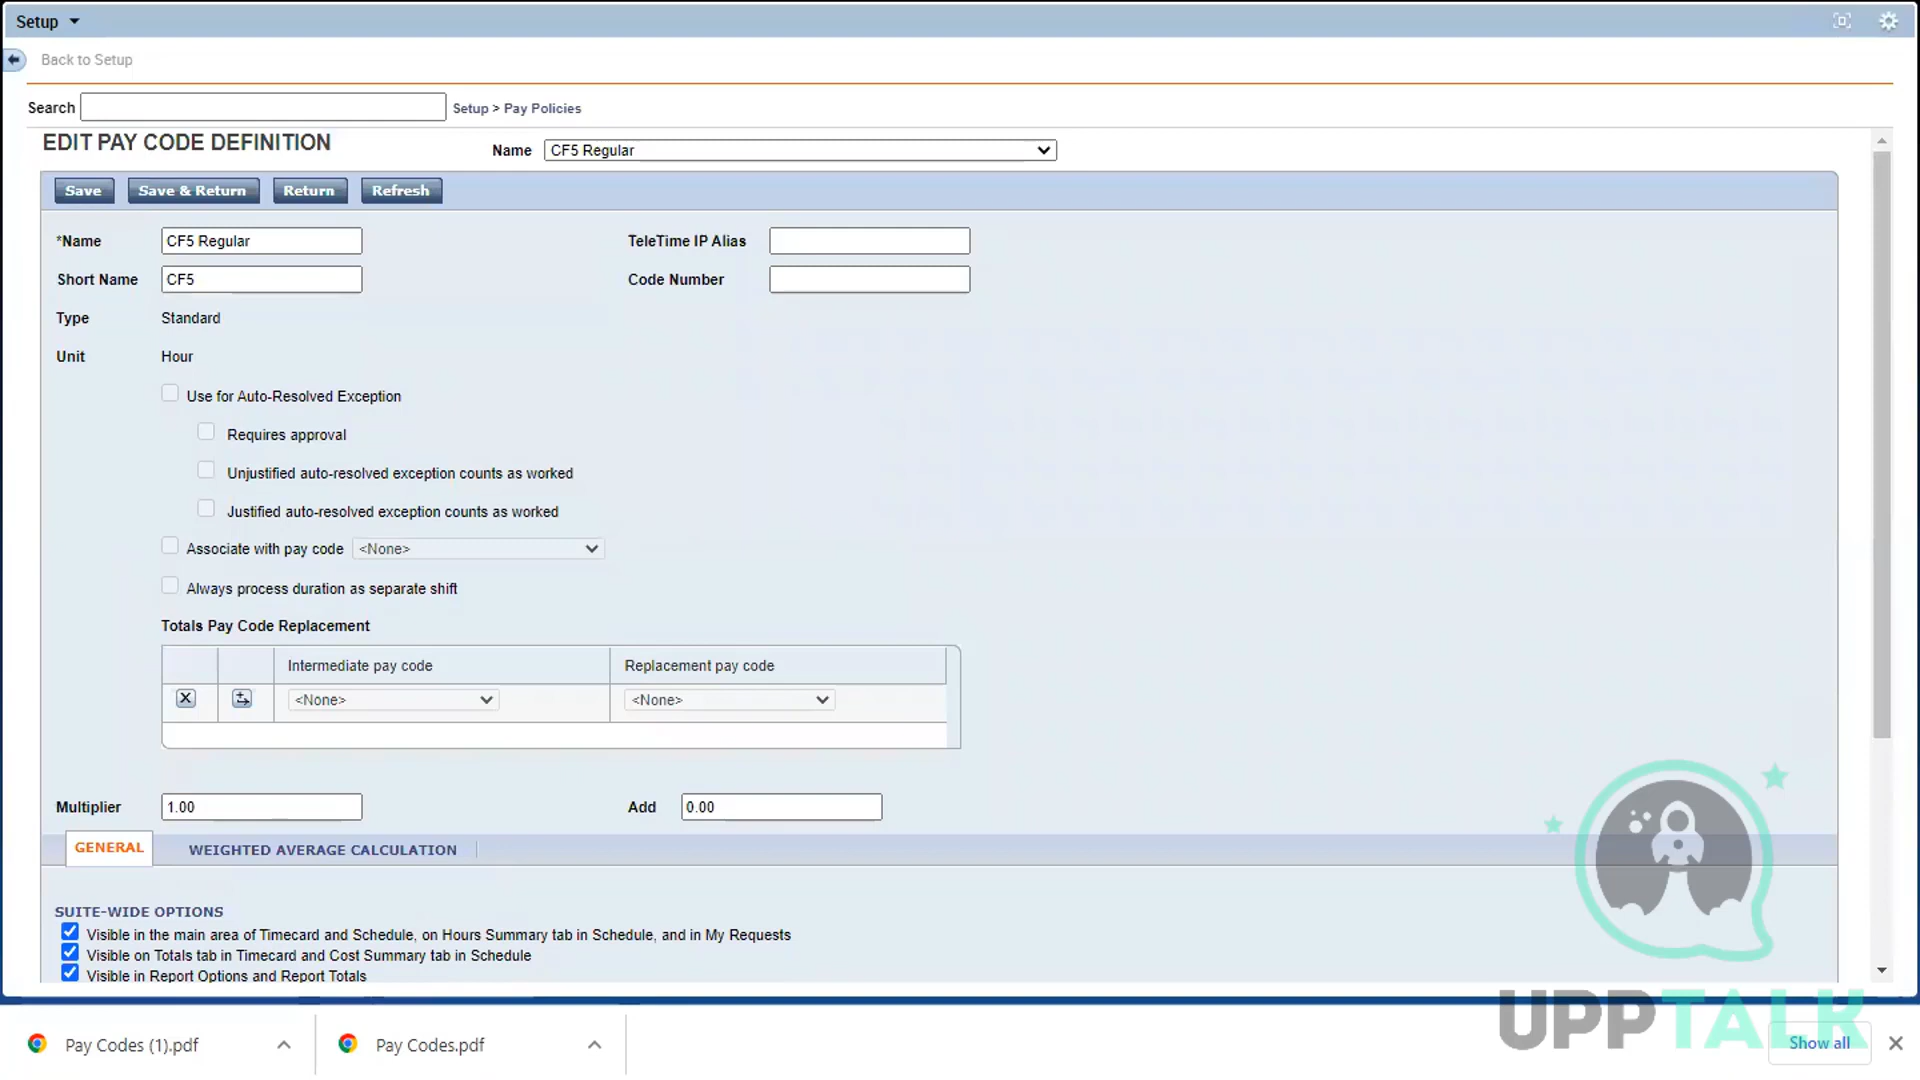 Setup
Back to Setup
Search
Setup > Pay Policies
EDIT PAY CODE DEFINITION
Name
CF5 Regular
Save
Save & Return
Return
Refresh
*Name
CF5 Regular
TeleTime IP Alias
Short Name
CF5
Code Number
Type
Standard
Unit
Hour
Use for Auto-Resolved Exception
Requires approval
Unjustified auto-resolved exception counts as worked
Justified auto-resolved exception counts as worked
Associate with pay code
<None>
Always process duration as separate shift
Totals Pay Code Replacement
Intermediate pay code
Replacement pay code
<None>
<None>
Multiplier
1.00
Add
0.00
GENERAL
WEIGHTED AVERAGE CALCULATION
SUITE-WIDE OPTIONS
Visible in the main area of Timecard and Schedule, on Hours Summary tab in Schedule, and in My Requests
Visible on Totals tab in Timecard and Cost Summary tab in Schedule
Visible in Report Options and Report Totals
UPPTALK
Pay Codes (1).pdf
Pay Codes.pdf
Show all